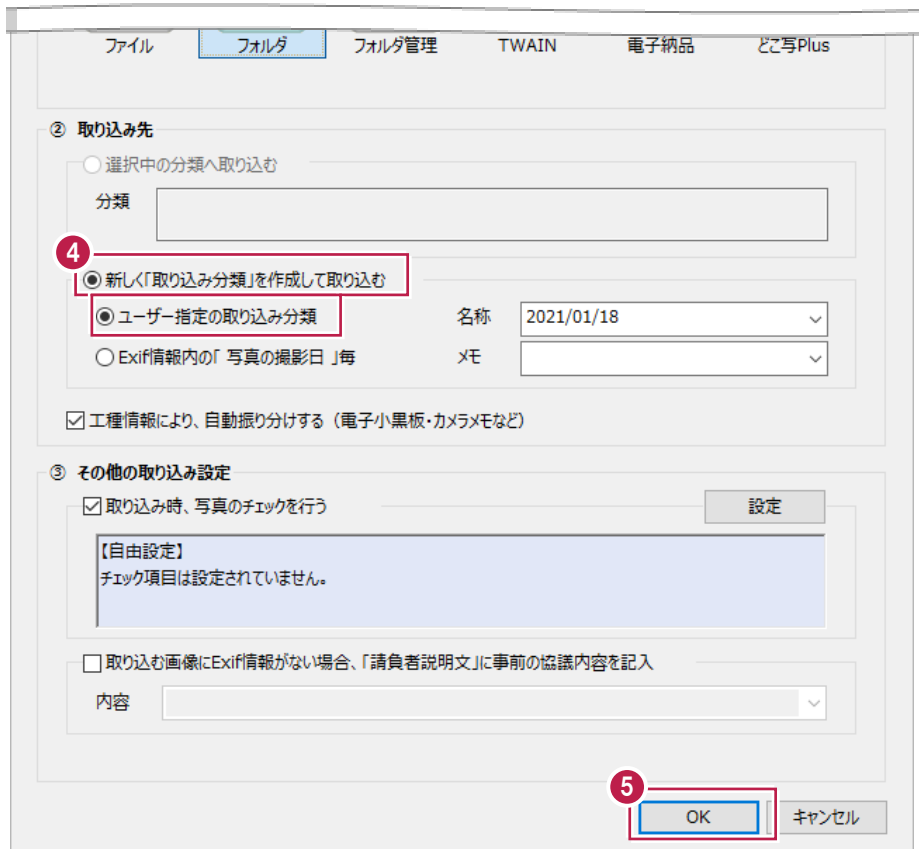 ファイル フォルダ フォルダ管理 TWAIN 電子納品 どこ写Plus
② 取り込み先
選択中の分類へ取り込む
分類
4
新しく「取り込み分類」を作成して取り込む
ユーザー指定の取り込み分類 名称 2021/01/18
Exif情報内の「 写真の撮影日 」毎 メモ
工種情報により、自動振り分けする（電子小黒板・カメラメモなど）
③ その他の取り込み設定
取り込み時、写真のチェックを行う 設定
【自由設定】
チェック項目は設定されていません。
取り込む画像にExif情報がない場合、「請負者説明文」に事前の協議内容を記入
内容
5
OK キャンセル